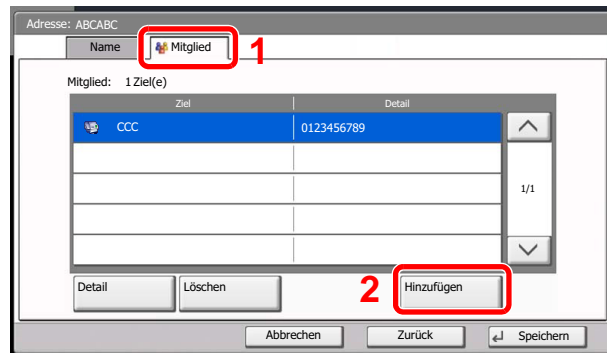 Adresse: ABCABC
Name Mitglied 1
Mitglied: 1 Ziel(e)
Ziel Detail
CCC 0123456789
1/1
Detail Löschen 2 Hinzufügen
Abbrechen Zurück Speichern